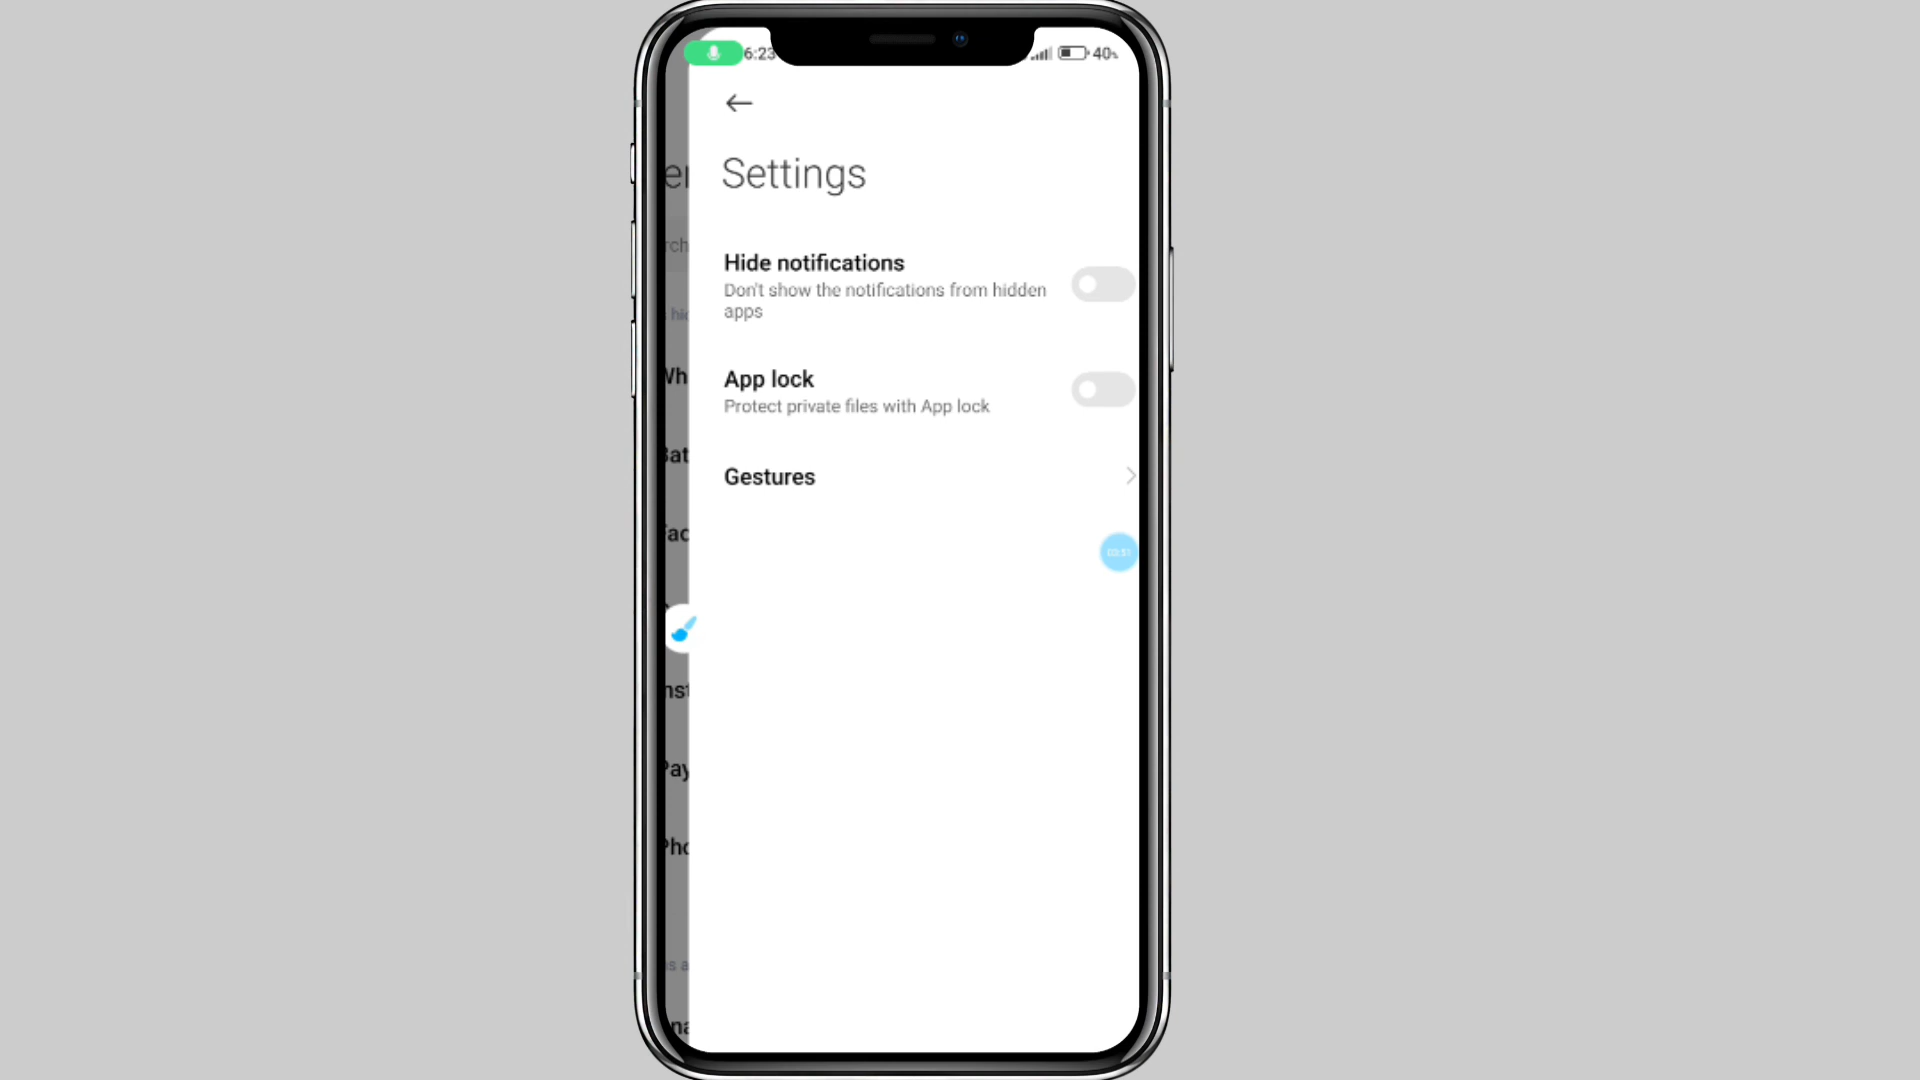 6:23
40
Settings
Hide notifications
Don't show the notifications from hidden
apps
App lock
Protect private files with App lock
Gestures